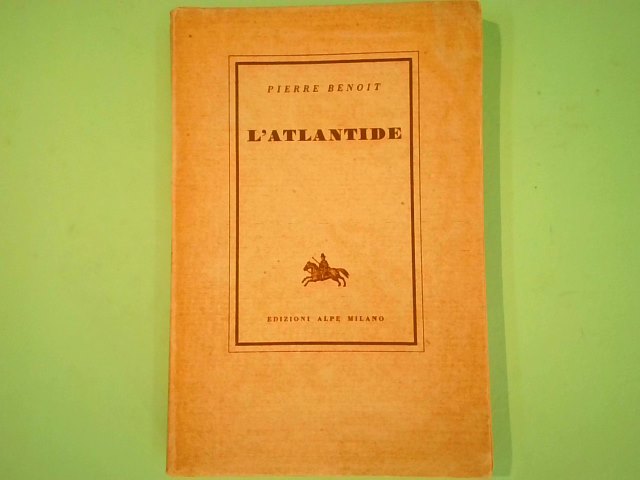 PIERRE BENOIT
L'ATLANTIDE
EDIZIONI ALPE MILANO